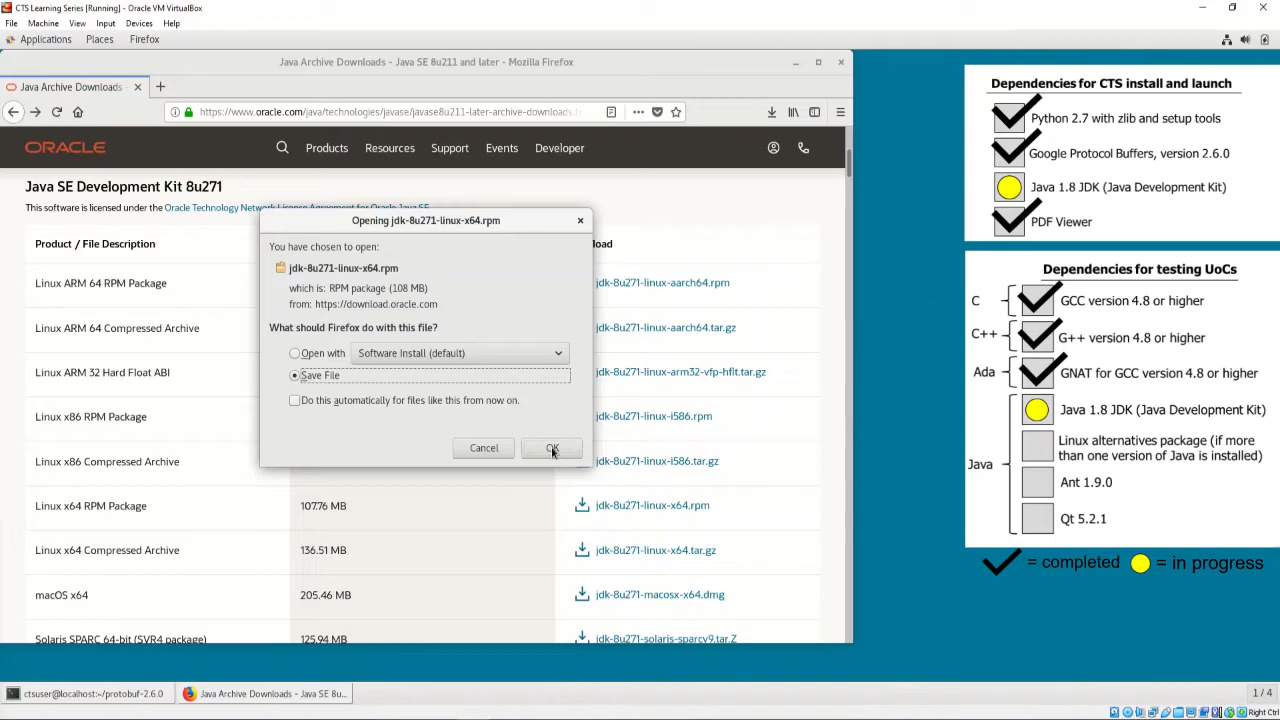 CTS Learning Series [Running] - Oracle VM VirtualBox
File Machine View Input Devices Help
Applications Places Firefox
Java Archive Downloads - Java SE 8u211 and later - Mozilla Firefox
Java Archive Downloads
https://www.oracle.com/java/technologies/javase/javase8u211-later-archive-downloads.
ORACLE
Products Resources Support Events Developer
Java SE Development Kit 8u271
This software is licensed under the Oracle Technology Network License Agreement for Oracle Java SE
Product / File Description
load
Linux ARM 64 RPM Package
jdk-8u271-linux-aarch64.rpm
Linux ARM 64 Compressed Archive
jdk-8u271-linux-aarch64.tar.gz
Linux ARM 32 Hard Float ABI
jdk-8u271-linux-arm32-vfp-hflt.tar.gz
Linux x86 RPM Package
jdk-8u271-linux-i586.rpm
Linux x86 Compressed Archive
jdk-8u271-linux-i586.tar.gz
Linux x64 RPM Package 107.76 MB jdk-8u271-linux-x64.rpm
Linux x64 Compressed Archive 136.51 MB jdk-8u271-linux-x64.tar.gz
macOS x64 205.46 MB jdk-8u271-macosx-x64.dmg
Solaris SPARC 64-bit (SVR4 package) 125.94 MB jdk-8u271-solaris-sparcv9.tar.Z
Opening jdk-8u271-linux-x64.rpm
You have chosen to open:
jdk-8u271-linux-x64.rpm
which is: RPM package (108 MB)
from: https://download.oracle.com
What should Firefox do with this file?
Open with Software Install (default)
Save File
Do this automatically for files like this from now on.
Cancel OK
Dependencies for CTS install and launch
Python 2.7 with zlib and setup tools
Google Protocol Buffers, version 2.6.0
Java 1.8 JDK (Java Development Kit)
PDF Viewer
Dependencies for testing UoCs
C GCC version 4.8 or higher
C++ G++ version 4.8 or higher
Ada GNAT for GCC version 4.8 or higher
Java
Java 1.8 JDK (Java Development Kit)
Linux alternatives package (if more
than one version of Java is installed)
Ant 1.9.0
Qt 5.2.1
= completed = in progress
ctsuser@localhost:~/protobuf-2.6.0 Java Archive Downloads - Java SE 8u... 1 / 4
Right Ctrl